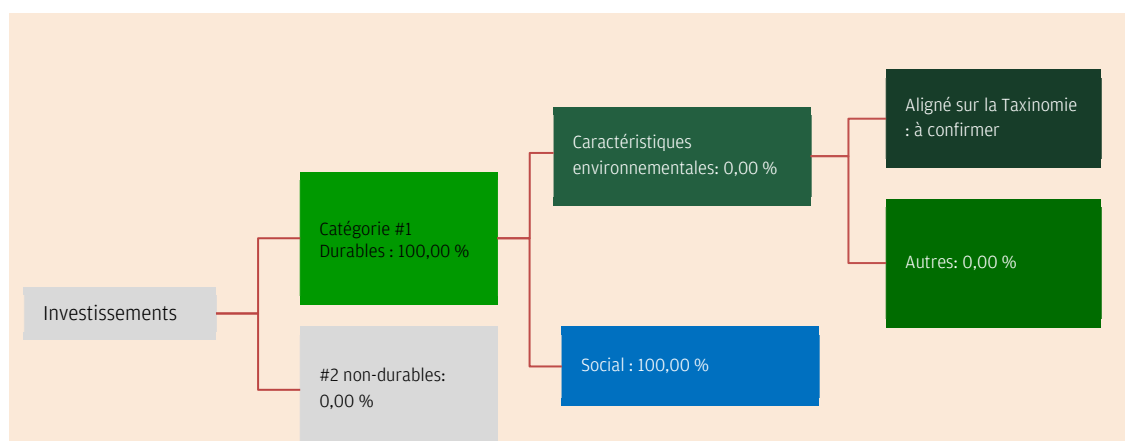 Investissements
Catégorie #1
Durables : 100,00 %
#2 non-durables:
0,00 %
Caractéristiques
environnementales: 0,00 %
Social : 100,00 %
Aligné sur la Taxinomie
: à confirmer
Autres: 0,00 %